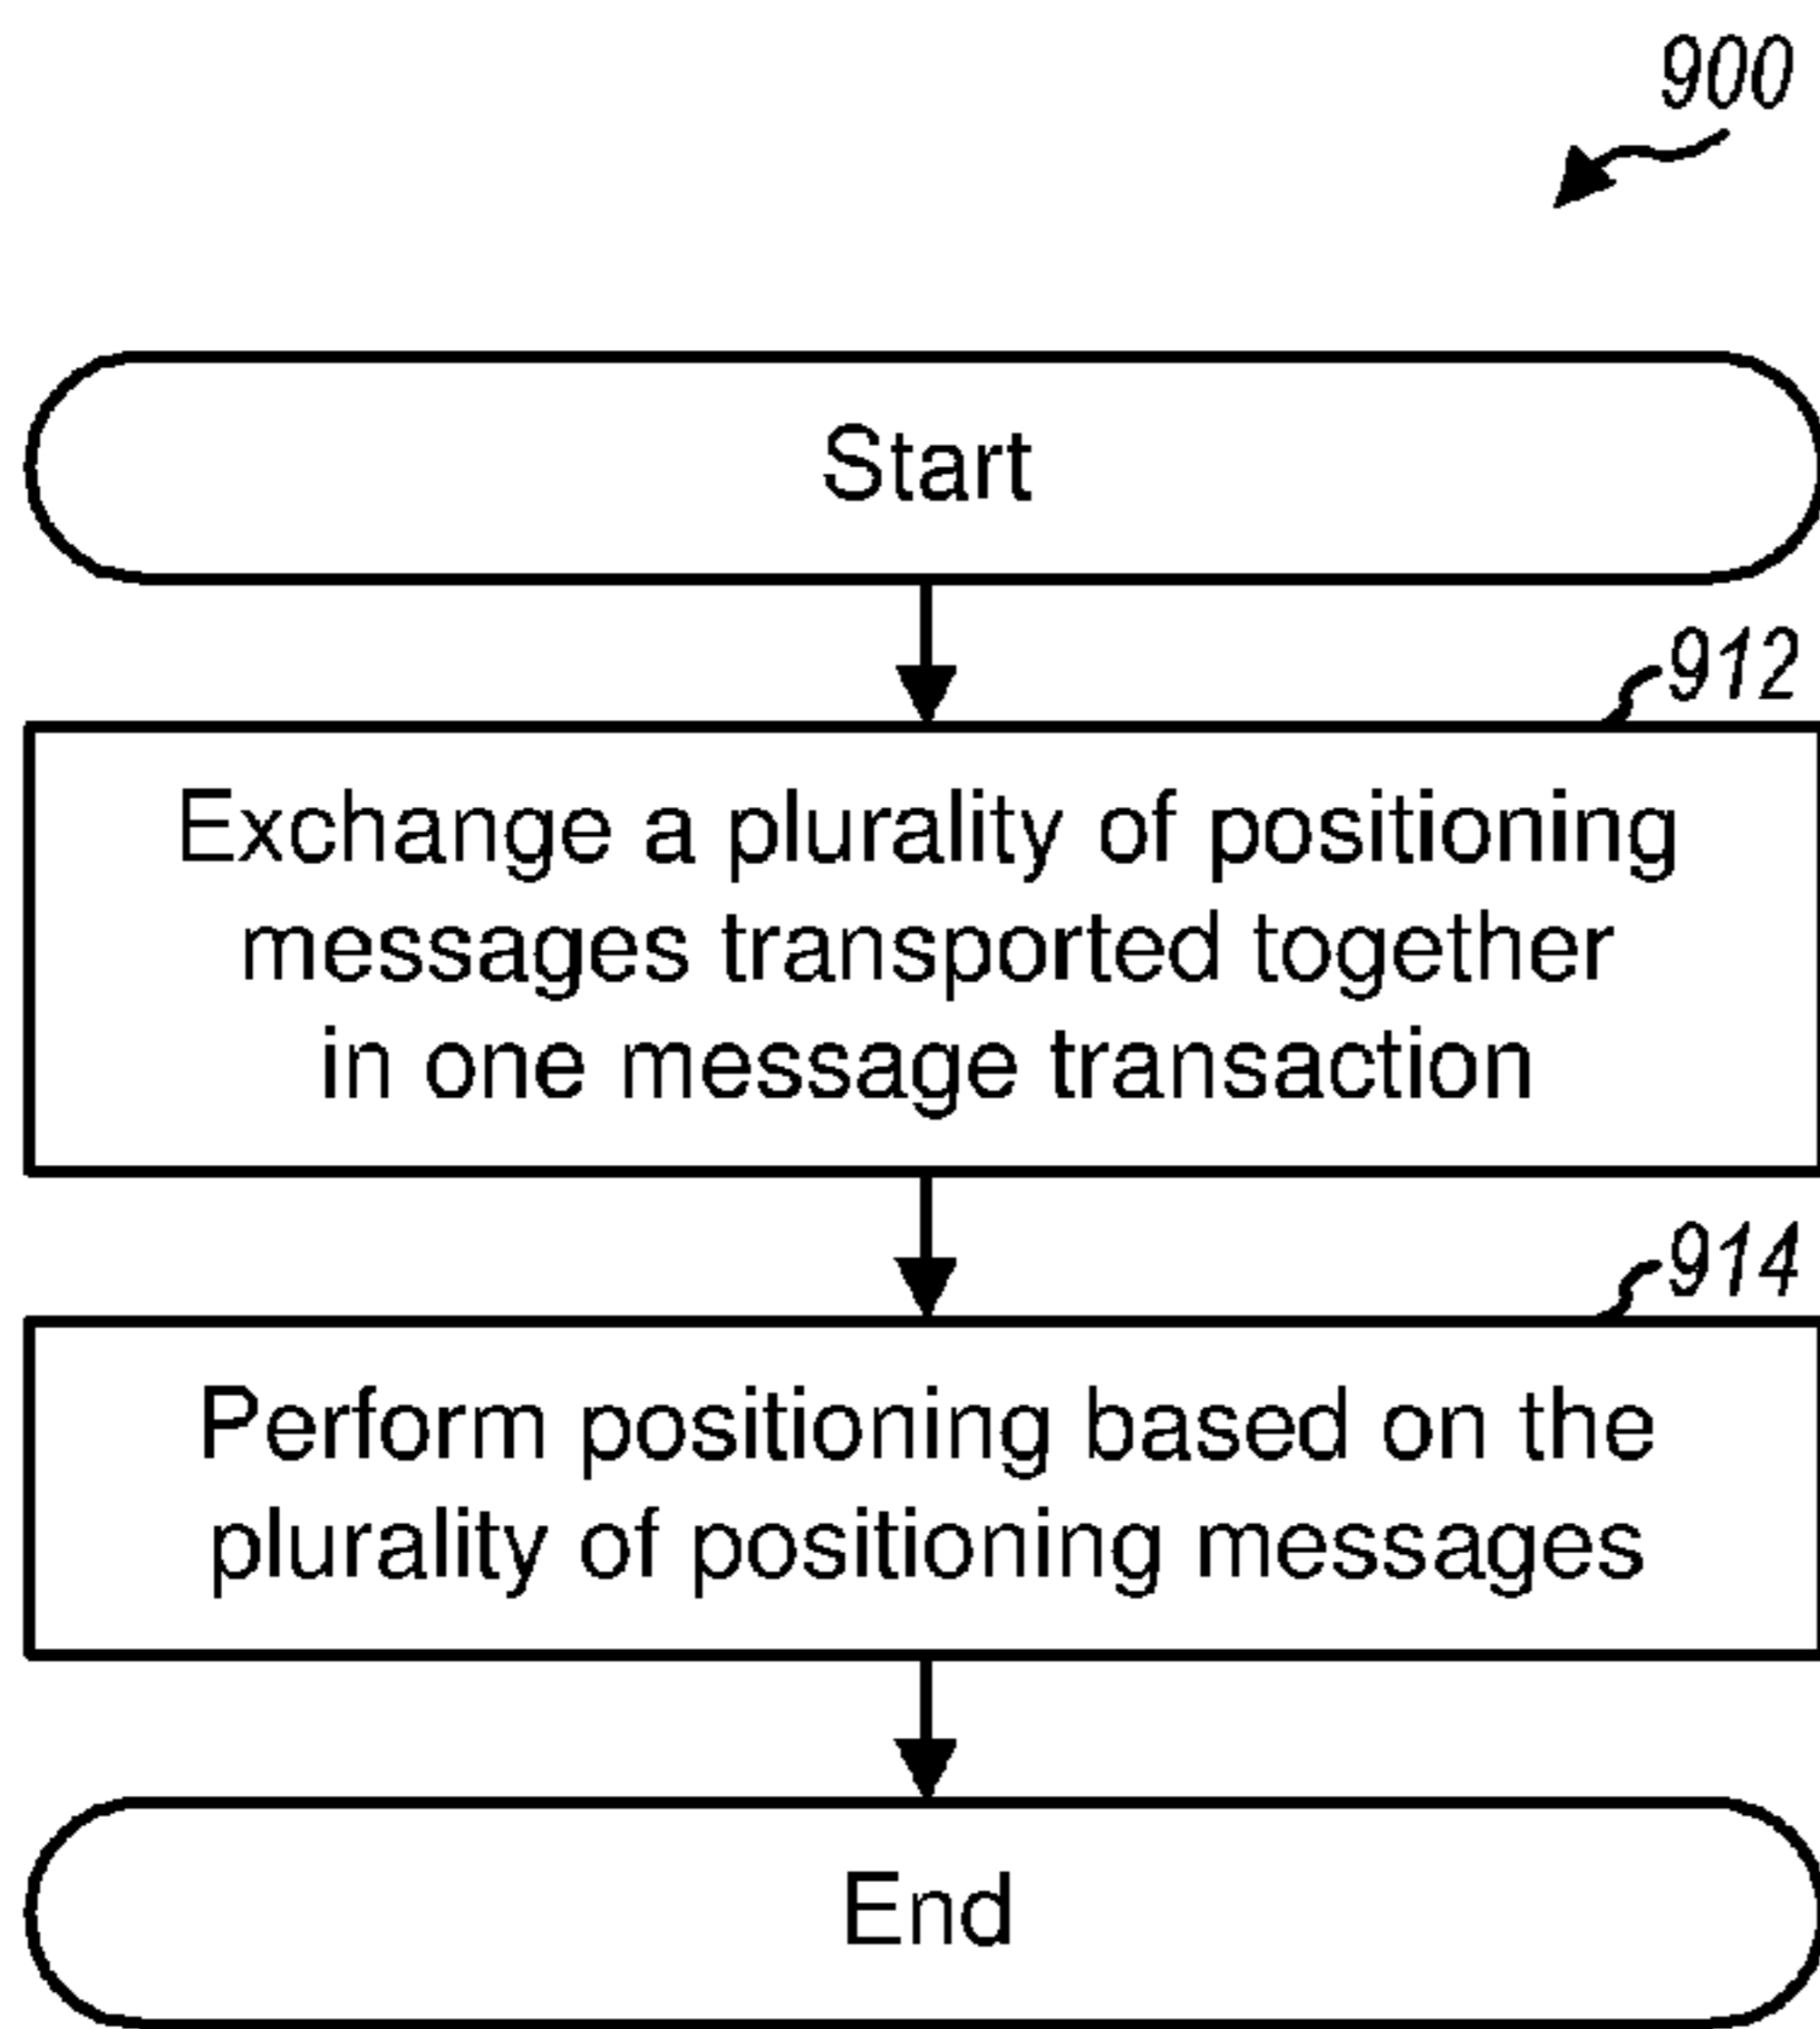 900
Start
912
Exchange a plurality of positioning
messages transported together
in one message transaction
914
Perform positioning based on the
plurality of positioning messages
End